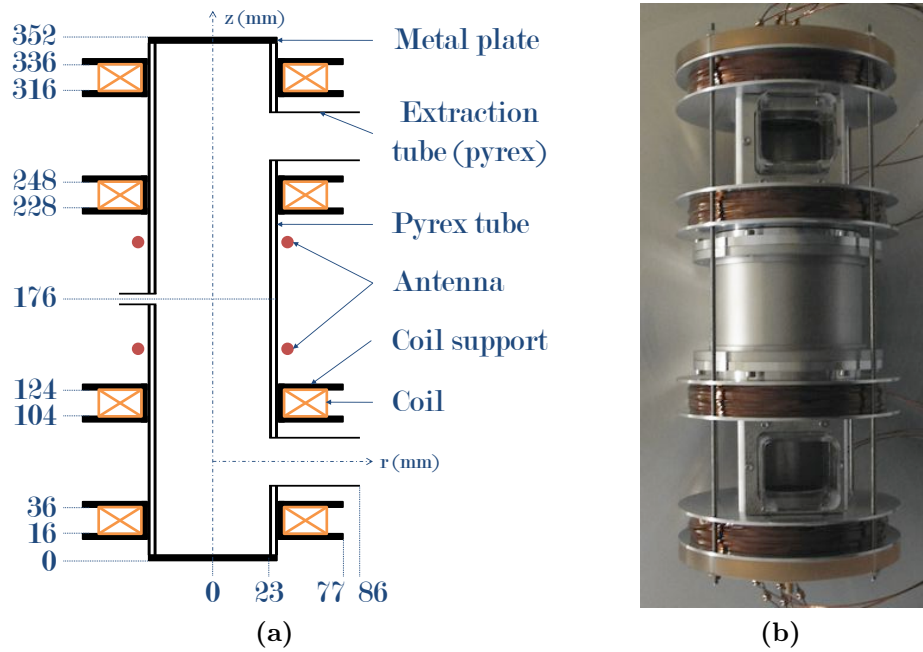 z (mm)
352
Metal plate
336
316
Extraction
tube (pyrex)
248
228
Pyrex tube
176
Antenna
Coil support
124
104
Coil
r (mm)
36
16
0
0 23 77 86
(a) (b)